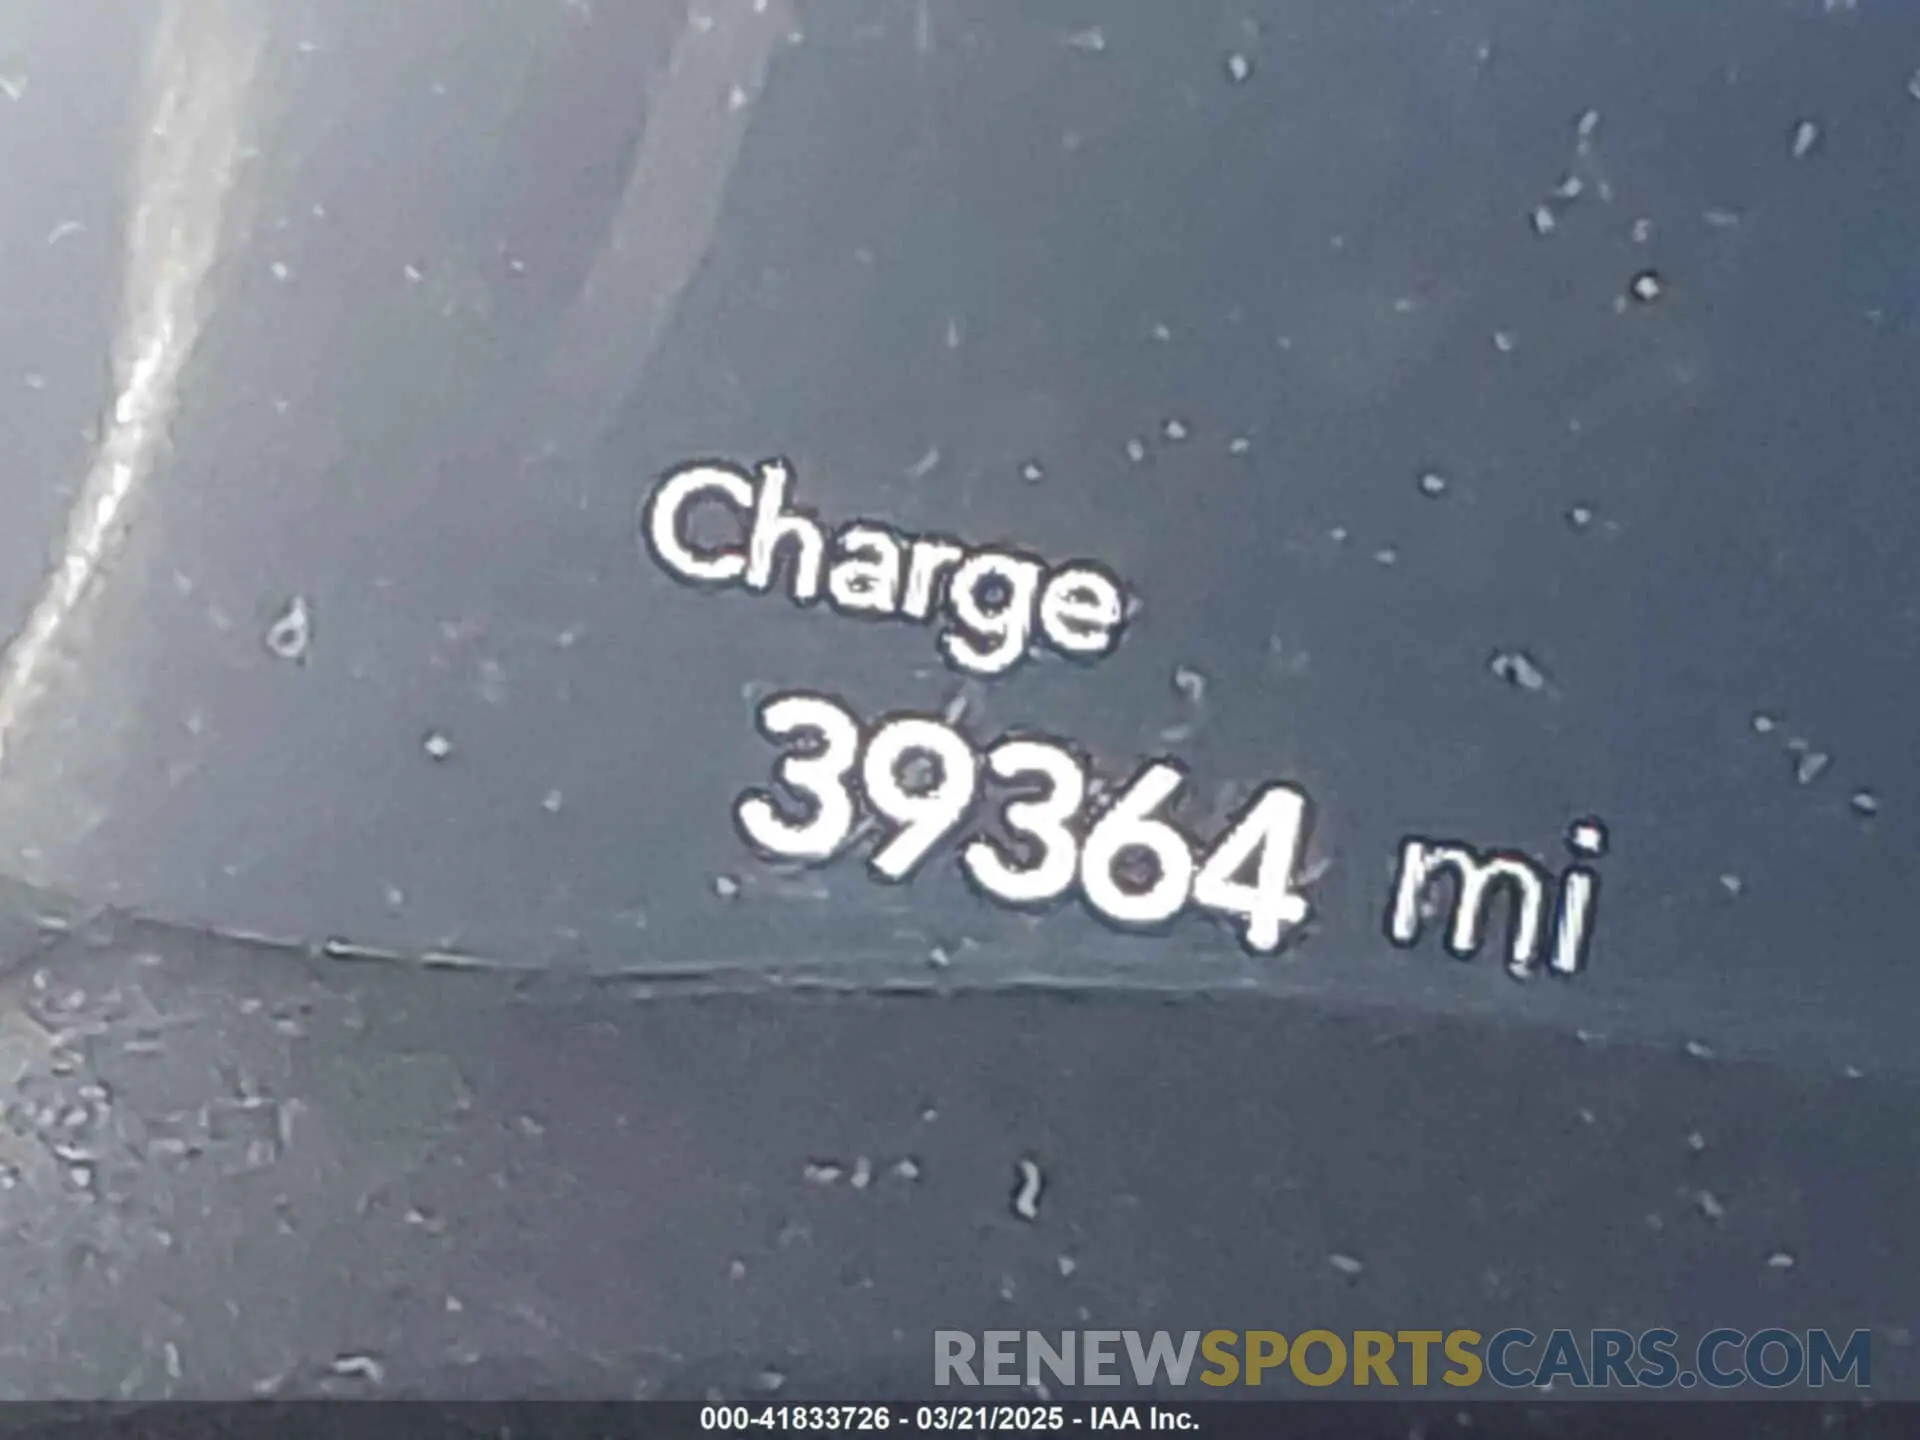 Charge
39364 mi
RENEWSPORTSCARS.COM
000-41833726 - 03/21/2025 - IAA Inc.